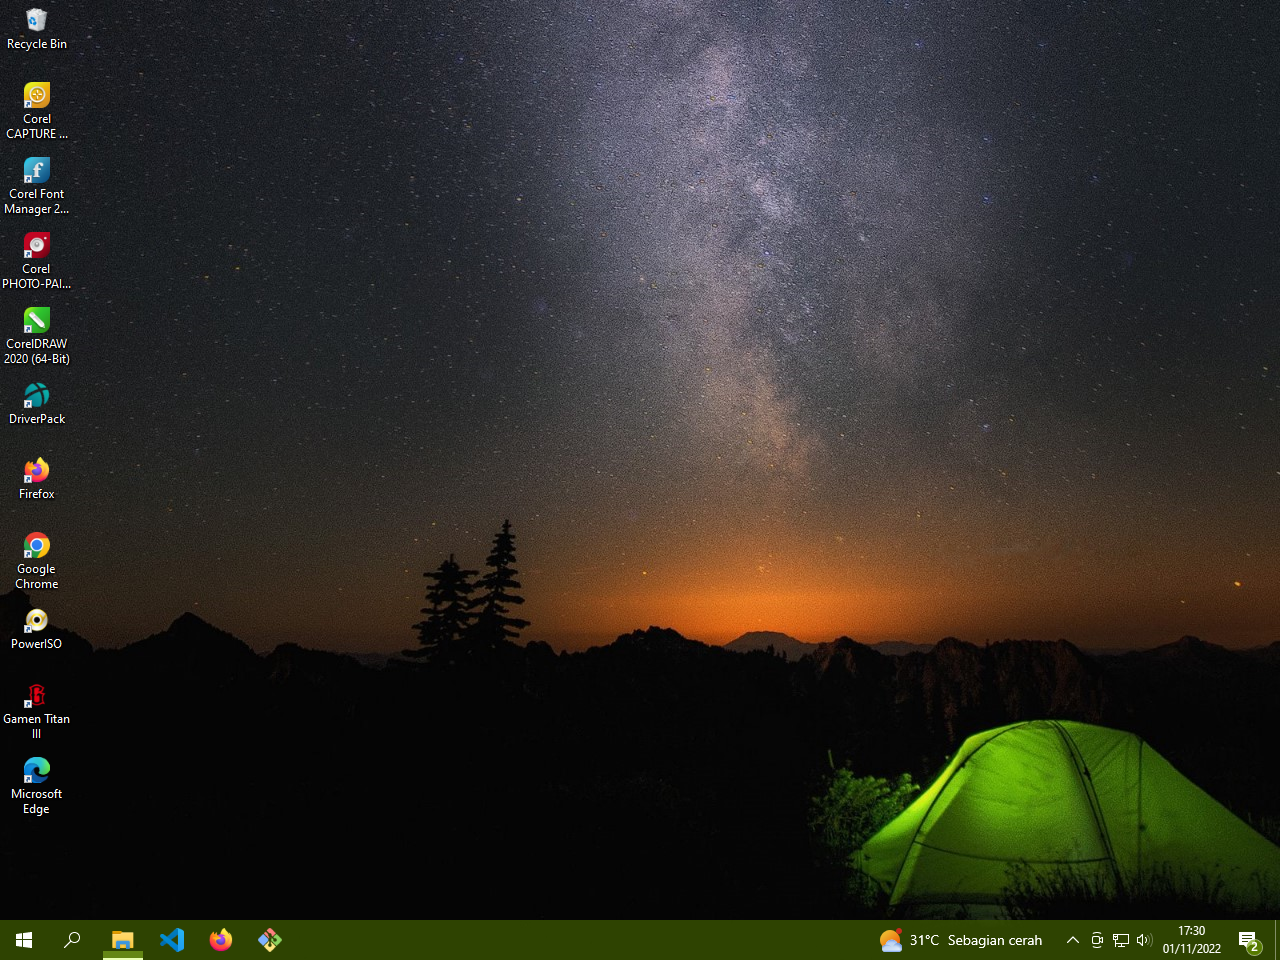 Recycle Bin
Corel
CAPTURE ...
Corel Font
Manager 2...
Corel
PHOTO-PAI...
CorelDRAW
2020 (64-Bit)
DriverPack
Firefox
Google
Chrome
PowerISO
Gamen Titan
III
Microsoft
Edge
31°C Sebagian cerah
17:30
01/11/2022
2